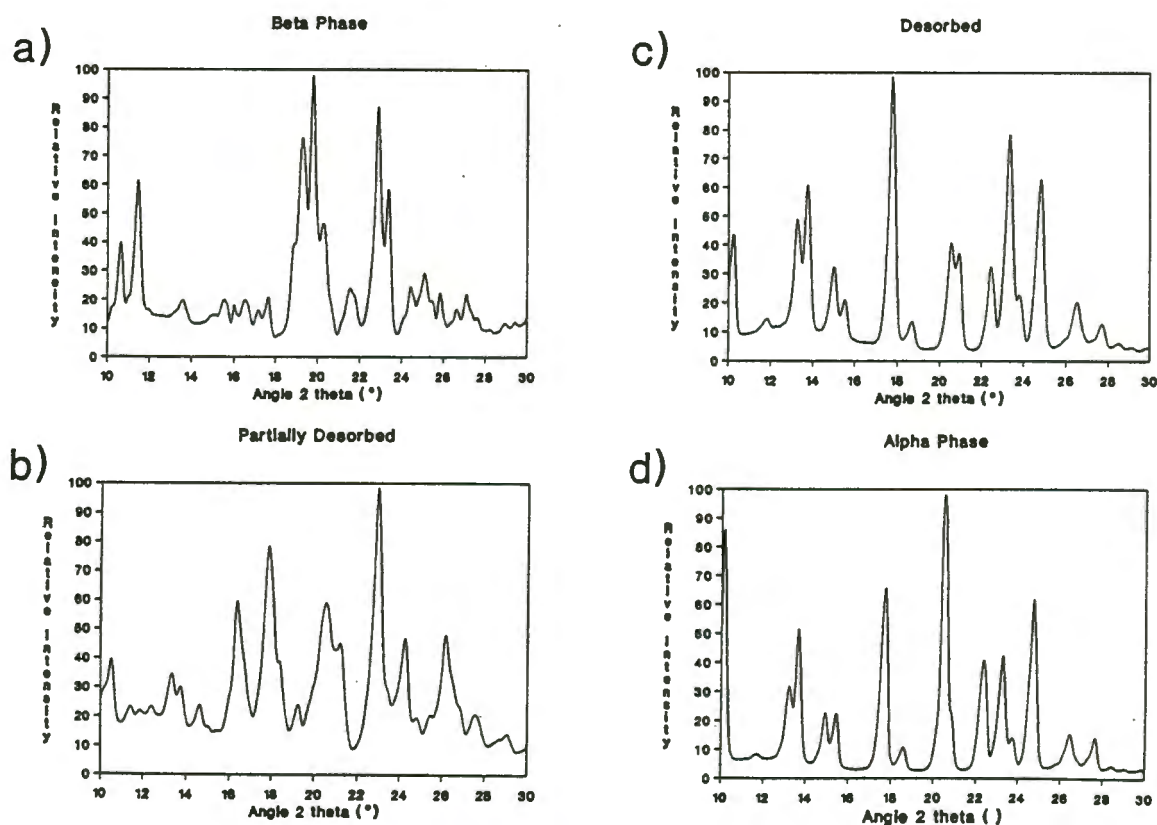 a)
Beta Phase
Relative Intensity
100
90
80
70
60
50
40
30
20
10
0
10 12 14 16 18 20 22 24 26 28 30
Angle 2 theta (°)
b)
Partially Desorbed
Relative Intensity
100
90
80
70
60
50
40
30
20
10
0
10 12 14 16 18 20 22 24 26 28 30
Angle 2 theta (°)
c)
Desorbed
Relative Intensity
100
90
80
70
60
50
40
30
20
10
0
10 12 14 16 18 20 22 24 26 28 30
Angle 2 theta (°)
d)
Alpha Phase
Relative Intensity
100
90
80
70
60
50
40
30
20
10
0
10 12 14 16 18 20 22 24 26 28 30
Angle 2 theta ( )